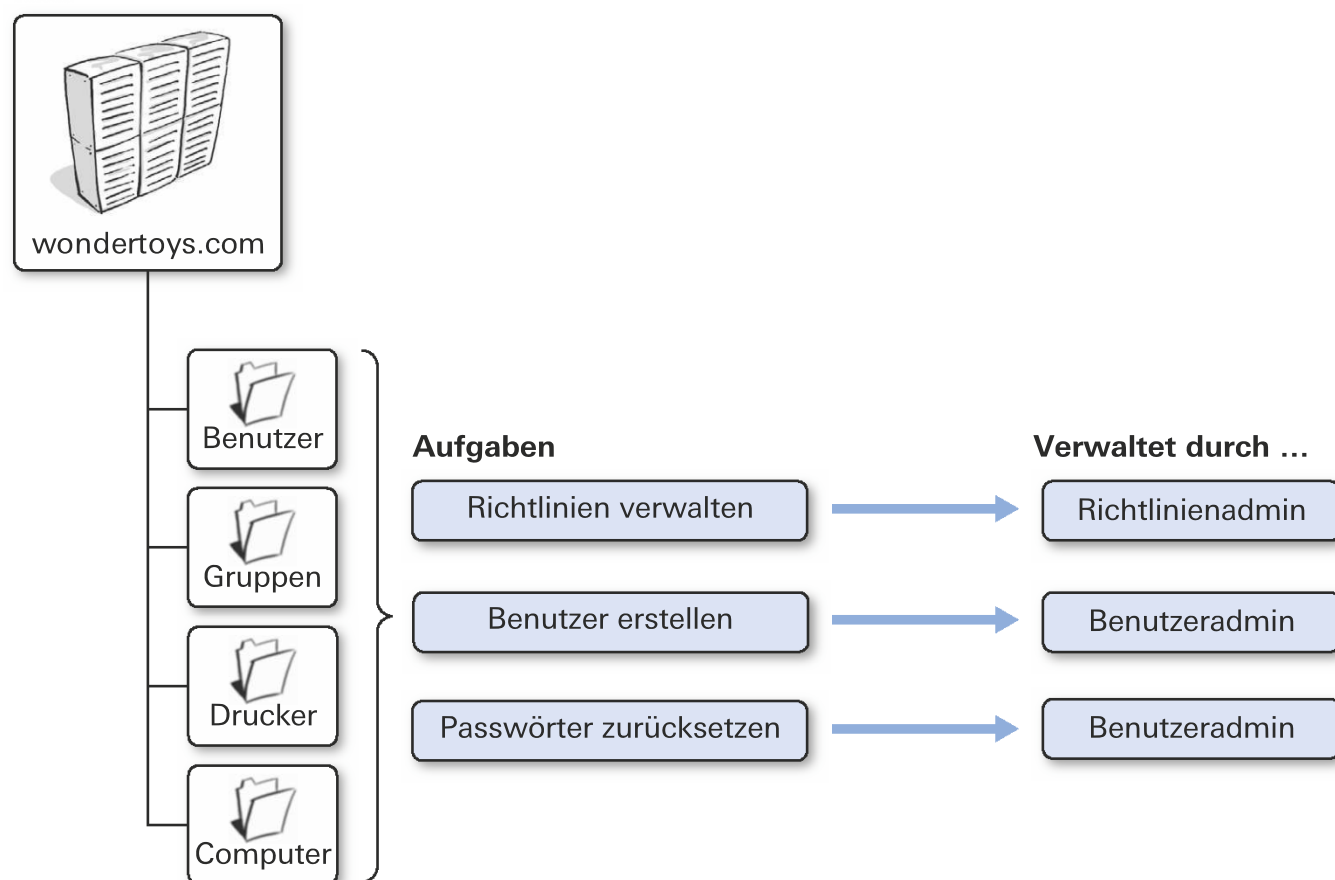 wondertoys.com
Benutzer
Gruppen
Drucker
Computer
Aufgaben
Verwaltet durch ...
Richtlinien verwalten
Richtlinienadmin
Benutzer erstellen
Benutzeradmin
Passwörter zurücksetzen
Benutzeradmin